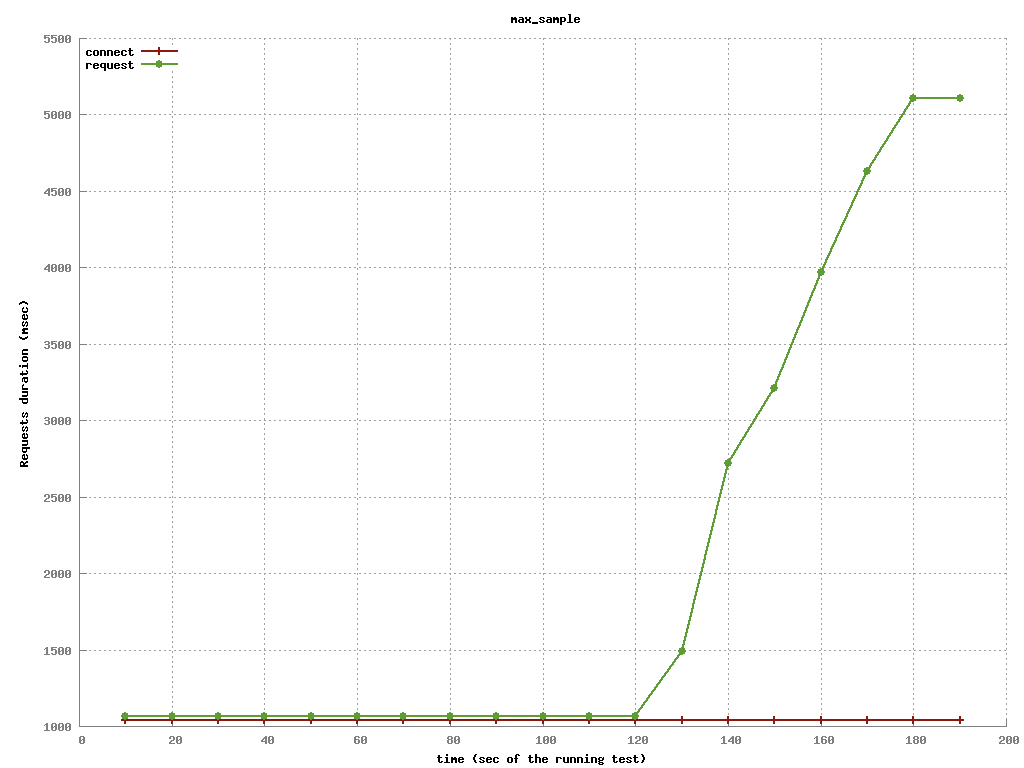 max_sample
5500
connect
request
5000
4500
4000
3500
3000
2500
2000
1500
1000
Requests duration (msec)
0 20 40 60 80 100 120 140 160 180 200
time (sec of the running test)